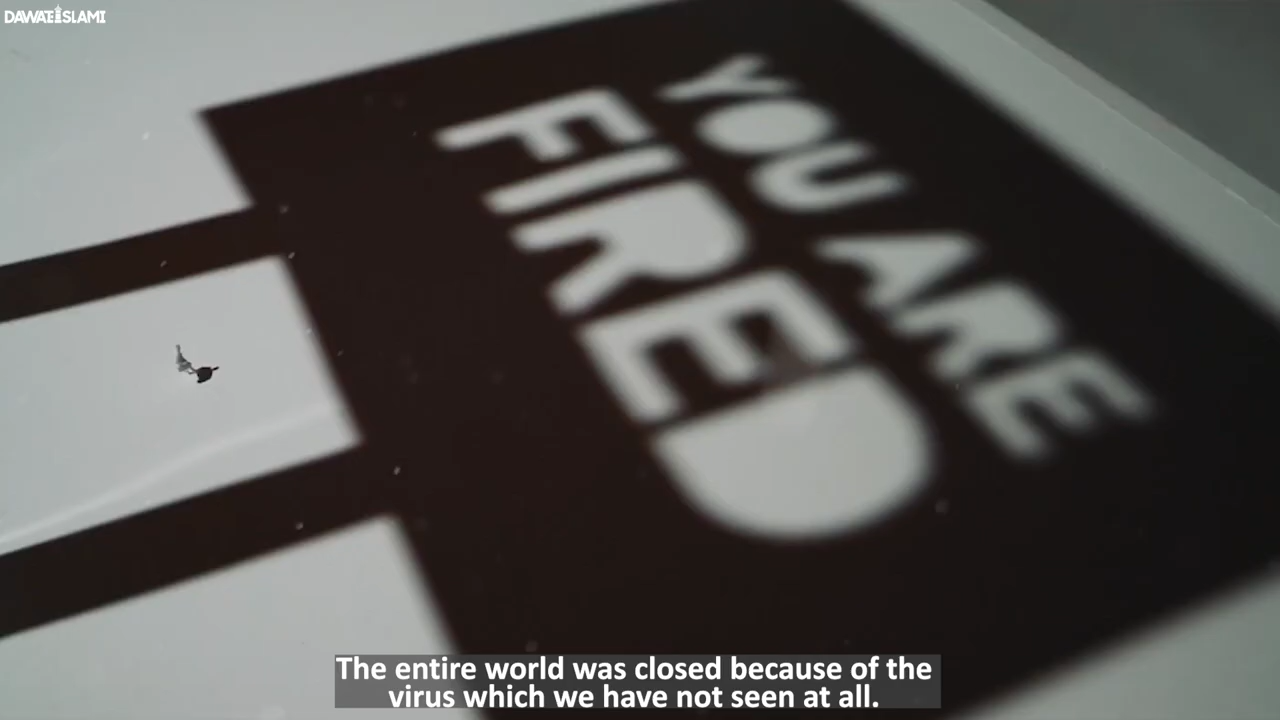 DAWATEISLAMI
YOU ARE
FIRED
The entire world was closed because of the
virus which we have not seen at all.